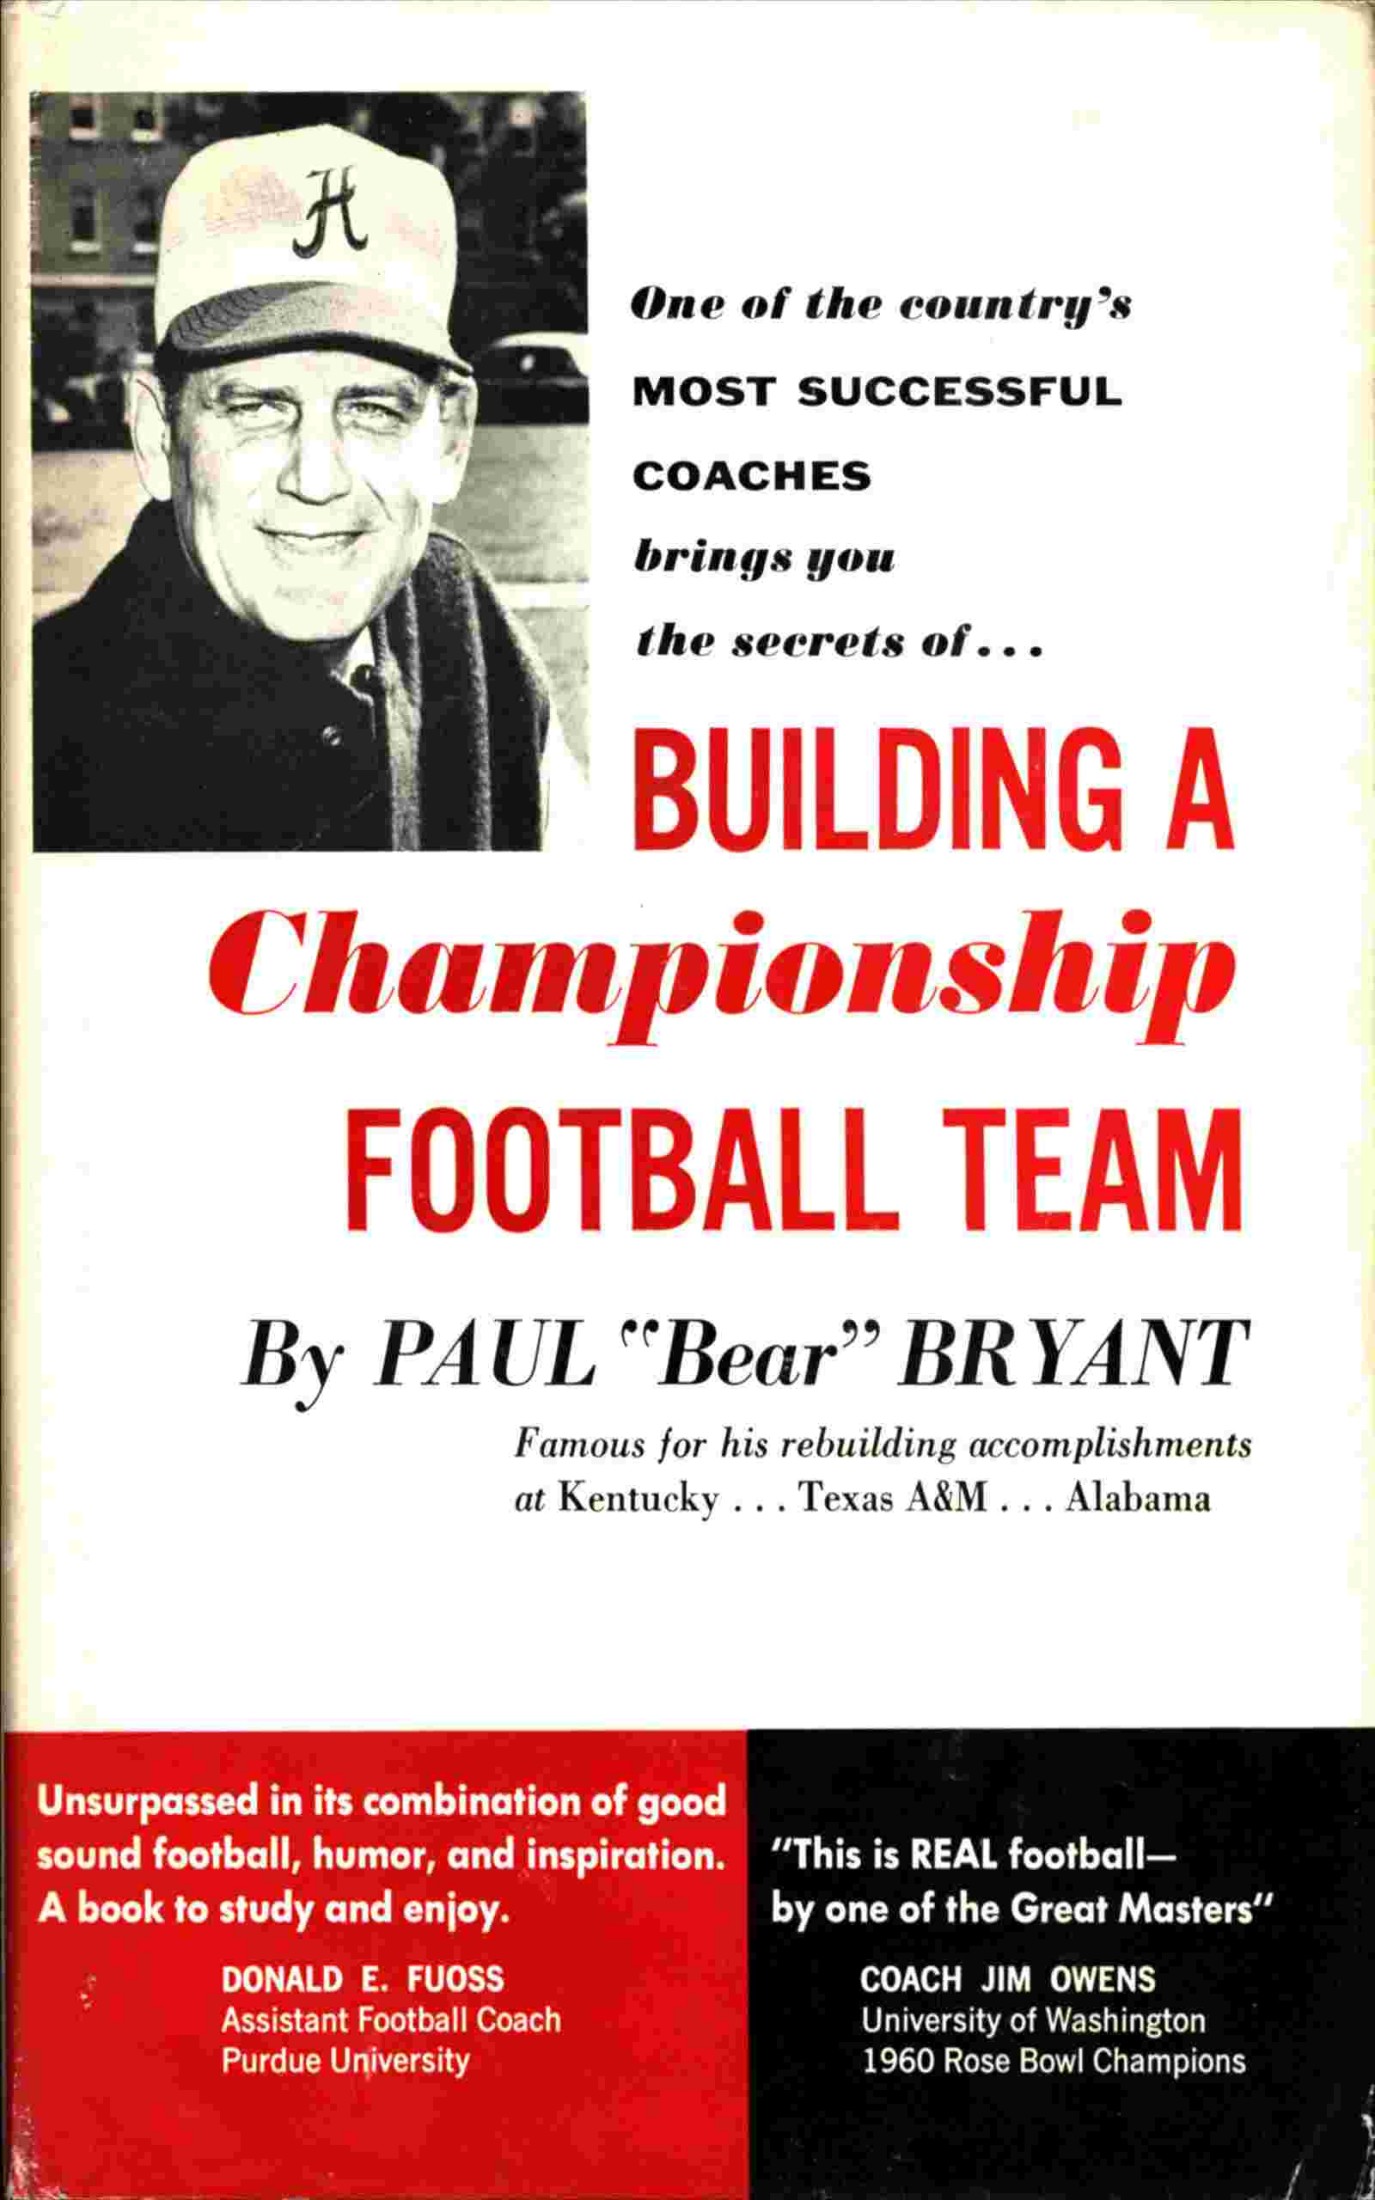 A
One of the country's
MOST SUCCESSFUL
COACHES
brings you
the secrets of...
BUILDING A
Championship
FOOTBALL TEAM
By PAUL "Bear" BRYANT
Famous for his rebuilding accomplishments
at Kentucky . . . Texas A&M . . . Alabama
Unsurpassed in its combination of good
sound football, humor, and inspiration.
A book to study and enjoy.
DONALD E. FUOSS
Assistant Football Coach
Purdue University
"This is REAL football—
by one of the Great Masters"
COACH JIM OWENS
University of Washington
1960 Rose Bowl Champions